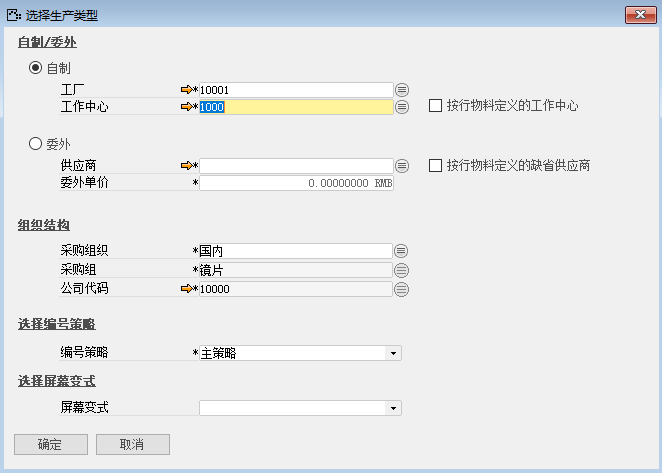 选择生产类型
自制/委外
自制
工厂 *10001
工作中心 *1000 按行物料定义的工作中心
委外
供应商 * 按行物料定义的缺省供应商
委外单价 * 0.00000000 RMB
组织结构
采购组织 *国内
采购组 *镜片
公司代码 *10000
选择编号策略
编号策略 *主策略
选择屏幕变式
屏幕变式
确定 取消